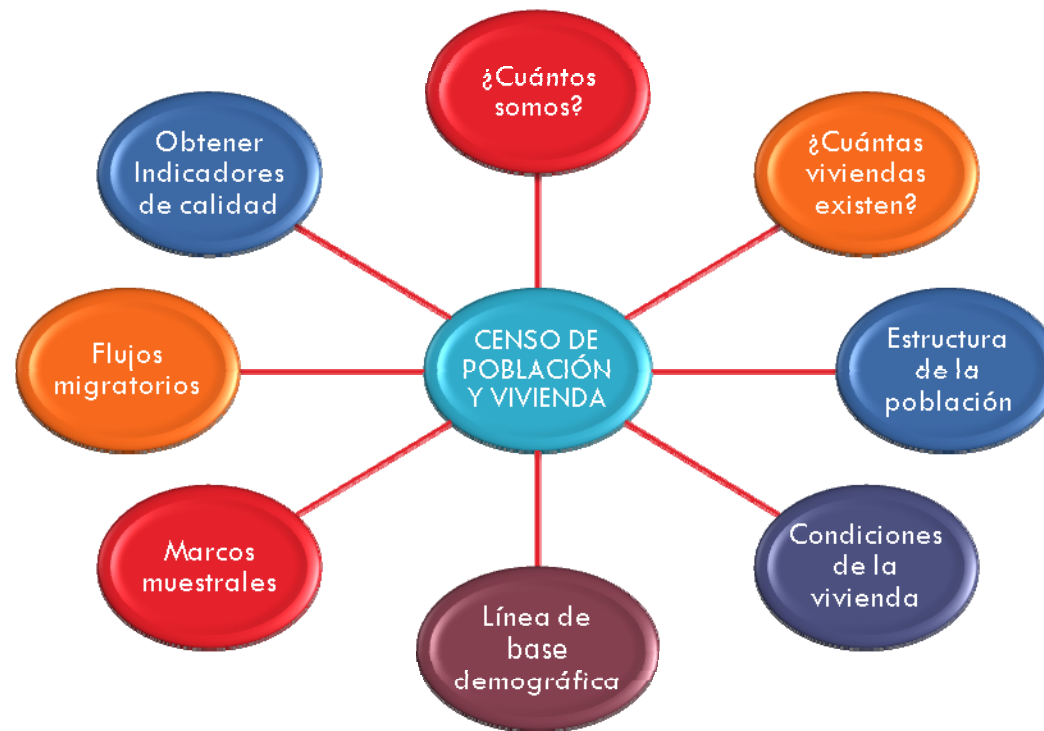 ¿Cuántos
somos?
¿Cuántas
viviendas
existen?
Estructura
de la
población
Condiciones
de la
vivienda
Línea de
base
demográfica
Marcos
muestrales
Flujos
migratorios
Obtener
Indicadores
de calidad
CENSO DE
POBLACIÓN
Y VIVIENDA